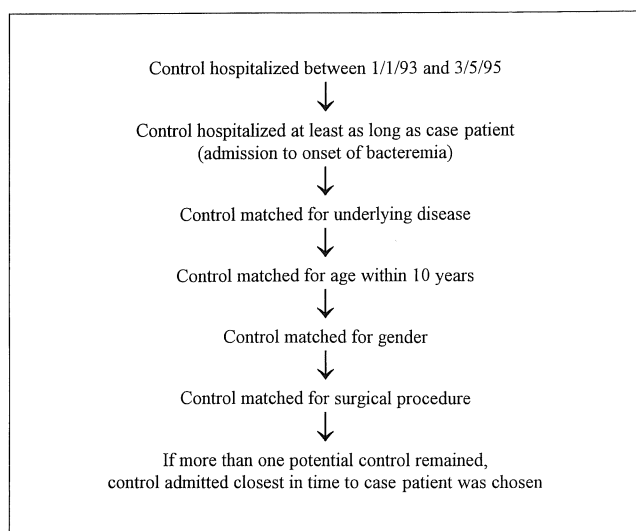 Control hospitalized between 1/1/93 and 3/5/95
Control hospitalized at least as long as case patient
(admission to onset of bacteremia)
Control matched for underlying disease
Control matched for age within 10 years
Control matched for gender
Control matched for surgical procedure
If more than one potential control remained,
control admitted closest in time to case patient was chosen